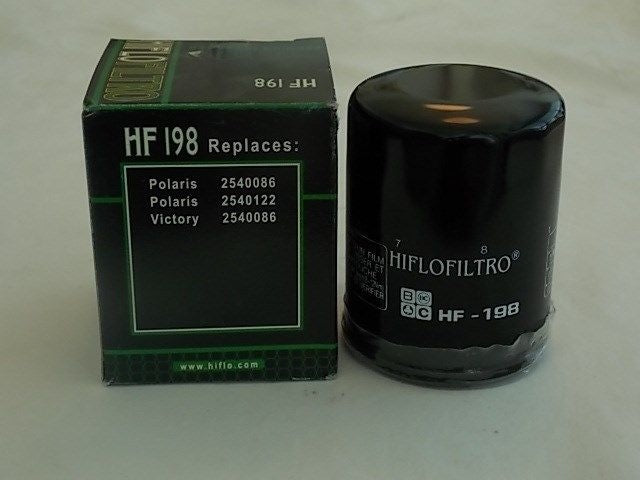 HF 198
HF 198 Replaces:
Polaris 2540086
Polaris 2540122
Victory 2540086
www.hiflo.com
7 8
HIFLOFILTRO®
HF - 198